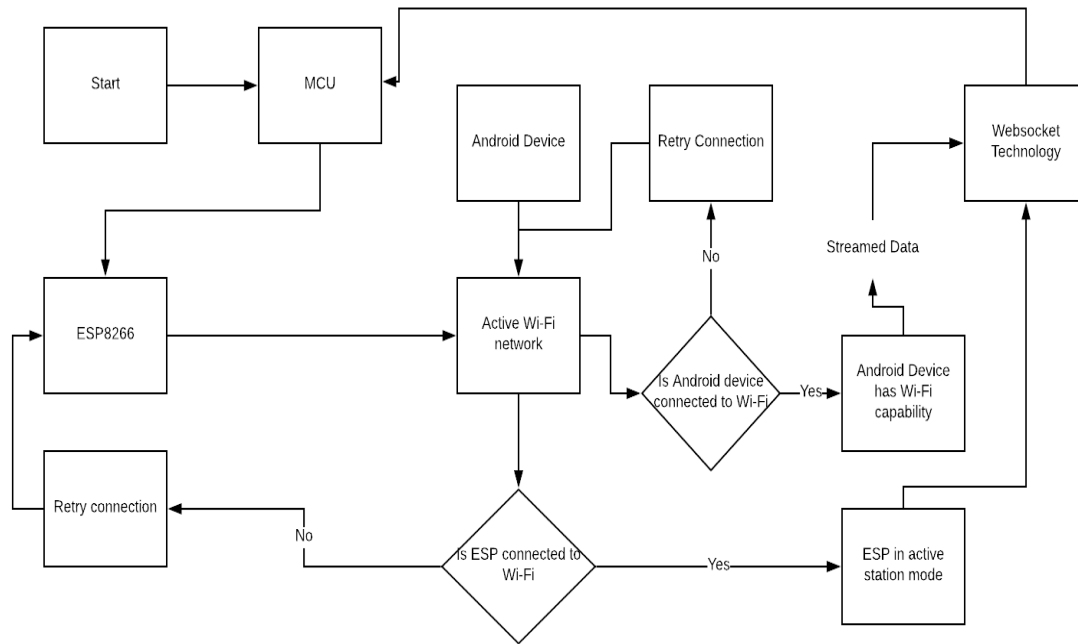 Start
MCU
Android Device
Retry Connection
Websocket
Technology
Streamed Data
No
ESP8266
Active Wi-Fi
network
Is Android device
connected to Wi-Fi
Yes
Android Device
has Wi-Fi
capability
Retry connection
No
Is ESP connected to
Wi-Fi
Yes
ESP in active
station mode